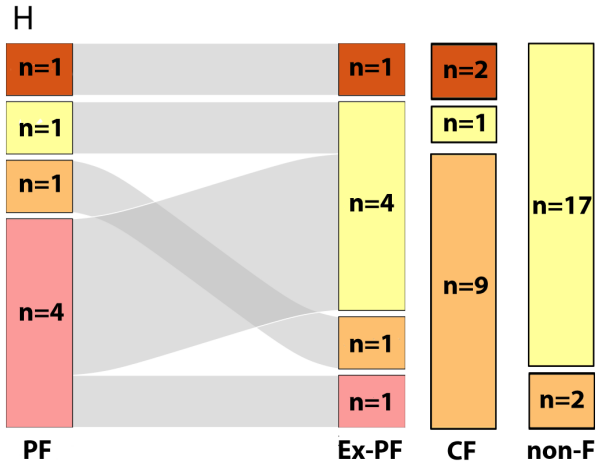 H
n=1 n=1 n=2
n=1 n=1
n=1 n=4 n=17
n=4 n=9
n=1
n=1 n=2
PF Ex-PF CF non-F